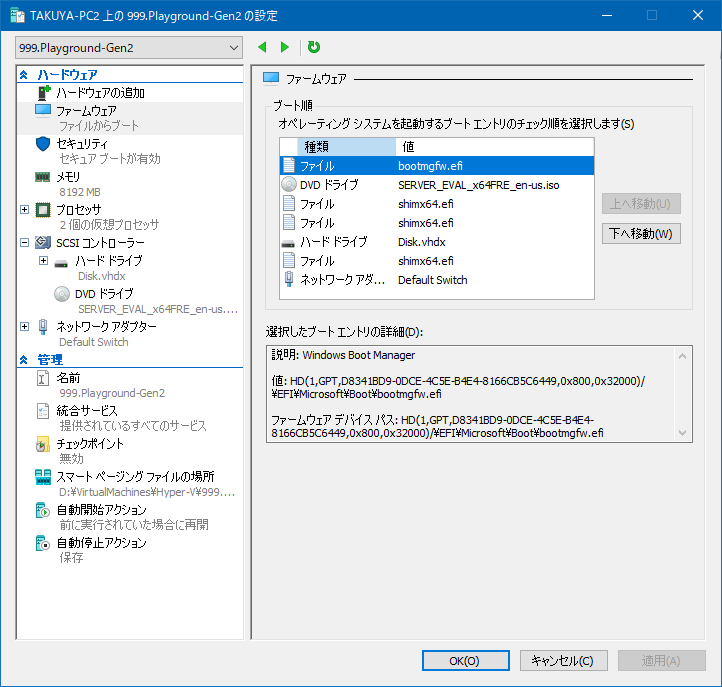 TAKUYA-PC2 上の 999.Playground-Gen2 の設定
999.Playground-Gen2
ハードウェア
ハードウェアの追加
ファームウェア
ファイルからブート
セキュリティ
セキュア ブートが有効
メモリ
8192 MB
プロセッサ
2 個の仮想プロセッサ
SCSI コントローラー
ハード ドライブ
Disk.vhdx
DVD ドライブ
SERVER_EVAL_x64FRE_en-us....
ネットワーク アダプター
Default Switch
管理
名前
999.Playground-Gen2
統合サービス
提供されているすべてのサービス
チェックポイント
無効
スマート ページング ファイルの場所
D:¥VirtualMachines¥Hyper-V¥999....
自動開始アクション
前に実行されていた場合に再開
自動停止アクション
保存
ファームウェア
ブート順
オペレーティング システムを起動するブート エントリのチェック順を選択します(S)
種類 値
ファイル bootmgfw.efi
DVD ドライブ SERVER_EVAL_x64FRE_en-us.iso
ファイル shimx64.efi
ファイル shimx64.efi
ハード ドライブ Disk.vhdx
ファイル shimx64.efi
ネットワーク アダ... Default Switch
上へ移動(U)
下へ移動(W)
選択したブート エントリの詳細(D):
説明: Windows Boot Manager
値: HD(1,GPT,D8341BD9-0DCE-4C5E-B4E4-8166CB5C6449,0x800,0x32000)/
¥EFI¥Microsoft¥Boot¥bootmgfw.efi
ファームウェア デバイス パス: HD(1,GPT,D8341BD9-0DCE-4C5E-B4E4-
8166CB5C6449,0x800,0x32000)/¥EFI¥Microsoft¥Boot¥bootmgfw.efi
OK(O)
キャンセル(C)
適用(A)